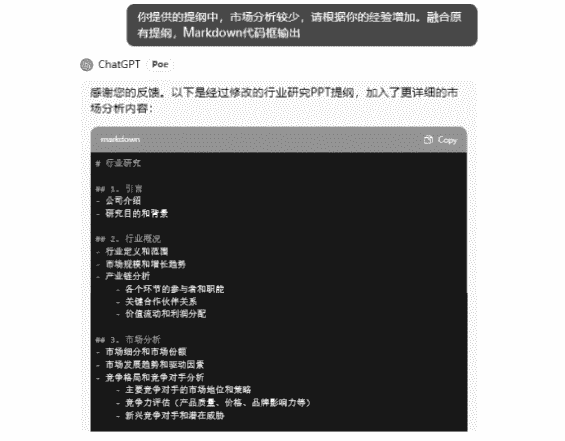 你提供的提纲中，市场分析较少，请根据你的经验增加。融合原
有提纲，Markdown代码框输出
ChatGPT Poe
感谢您的反馈。以下是经过修改的行业研究PPT提纲，加入了更详细的市
场分析内容：
markdown Copy
# 行业研究
## 1. 引言
- 公司介绍
- 研究目的和背景
## 2. 行业概况
- 行业定义和范围
- 市场规模和增长趋势
- 产业链分析
- 各个环节的参与者和职能
- 关键合作伙伴关系
- 价值流动和利润分配
## 3. 市场分析
- 市场细分和市场份额
- 市场发展趋势和驱动因素
- 竞争格局和竞争对手分析
- 主要竞争对手的市场地位和策略
- 竞争力评估（产品质量、价格、品牌影响力等）
- 新兴竞争对手和潜在威胁